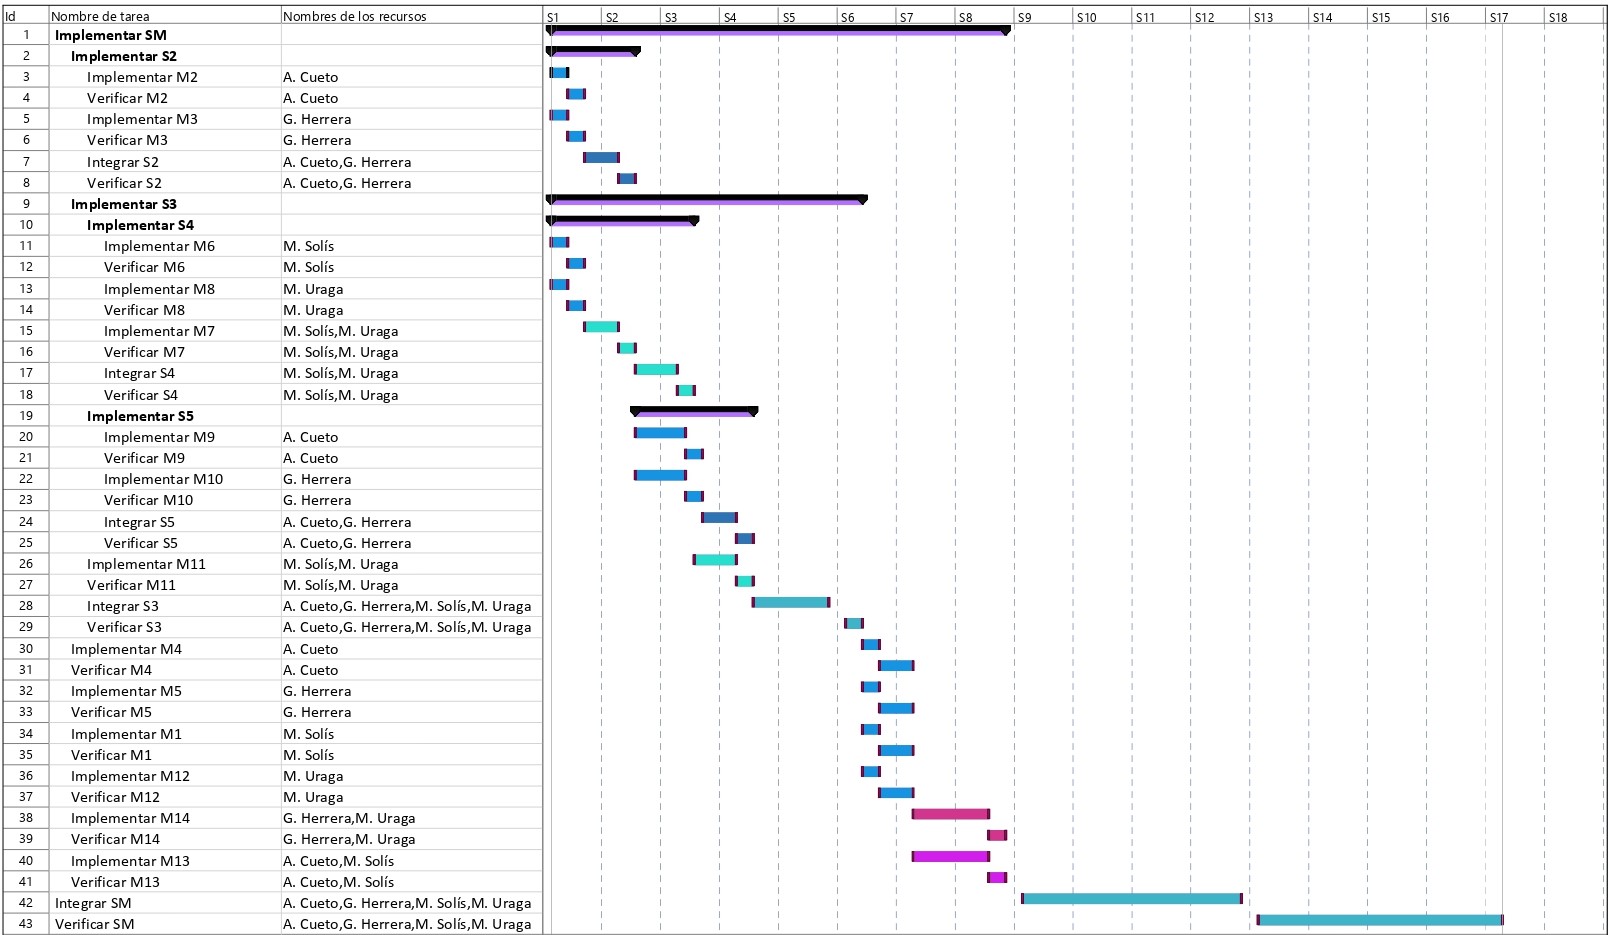 Id Nombre de tarea Nombres de los recursos S1 S2 S3 S4 S5 S6 S7 S8 S9 S10 S11 S12 S13 S14 S15 S16 S17 S18
1 Implementar SM
2 Implementar S2
3 Implementar M2 A. Cueto
4 Verificar M2 A. Cueto
5 Implementar M3 G. Herrera
6 Verificar M3 G. Herrera
7 Integrar S2 A. Cueto,G. Herrera
8 Verificar S2 A. Cueto,G. Herrera
9 Implementar S3
10 Implementar S4
11 Implementar M6 M. Solís
12 Verificar M6 M. Solís
13 Implementar M8 M. Uraga
14 Verificar M8 M. Uraga
15 Implementar M7 M. Solís,M. Uraga
16 Verificar M7 M. Solís,M. Uraga
17 Integrar S4 M. Solís,M. Uraga
18 Verificar S4 M. Solís,M. Uraga
19 Implementar S5
20 Implementar M9 A. Cueto
21 Verificar M9 A. Cueto
22 Implementar M10 G. Herrera
23 Verificar M10 G. Herrera
24 Integrar S5 A. Cueto,G. Herrera
25 Verificar S5 A. Cueto,G. Herrera
26 Implementar M11 M. Solís,M. Uraga
27 Verificar M11 M. Solís,M. Uraga
28 Integrar S3 A. Cueto,G. Herrera,M. Solís,M. Uraga
29 Verificar S3 A. Cueto,G. Herrera,M. Solís,M. Uraga
30 Implementar M4 A. Cueto
31 Verificar M4 A. Cueto
32 Implementar M5 G. Herrera
33 Verificar M5 G. Herrera
34 Implementar M1 M. Solís
35 Verificar M1 M. Solís
36 Implementar M12 M. Uraga
37 Verificar M12 M. Uraga
38 Implementar M14 G. Herrera,M. Uraga
39 Verificar M14 G. Herrera,M. Uraga
40 Implementar M13 A. Cueto,M. Solís
41 Verificar M13 A. Cueto,M. Solís
42 Integrar SM A. Cueto,G. Herrera,M. Solís,M. Uraga
43 Verificar SM A. Cueto,G. Herrera,M. Solís,M. Uraga